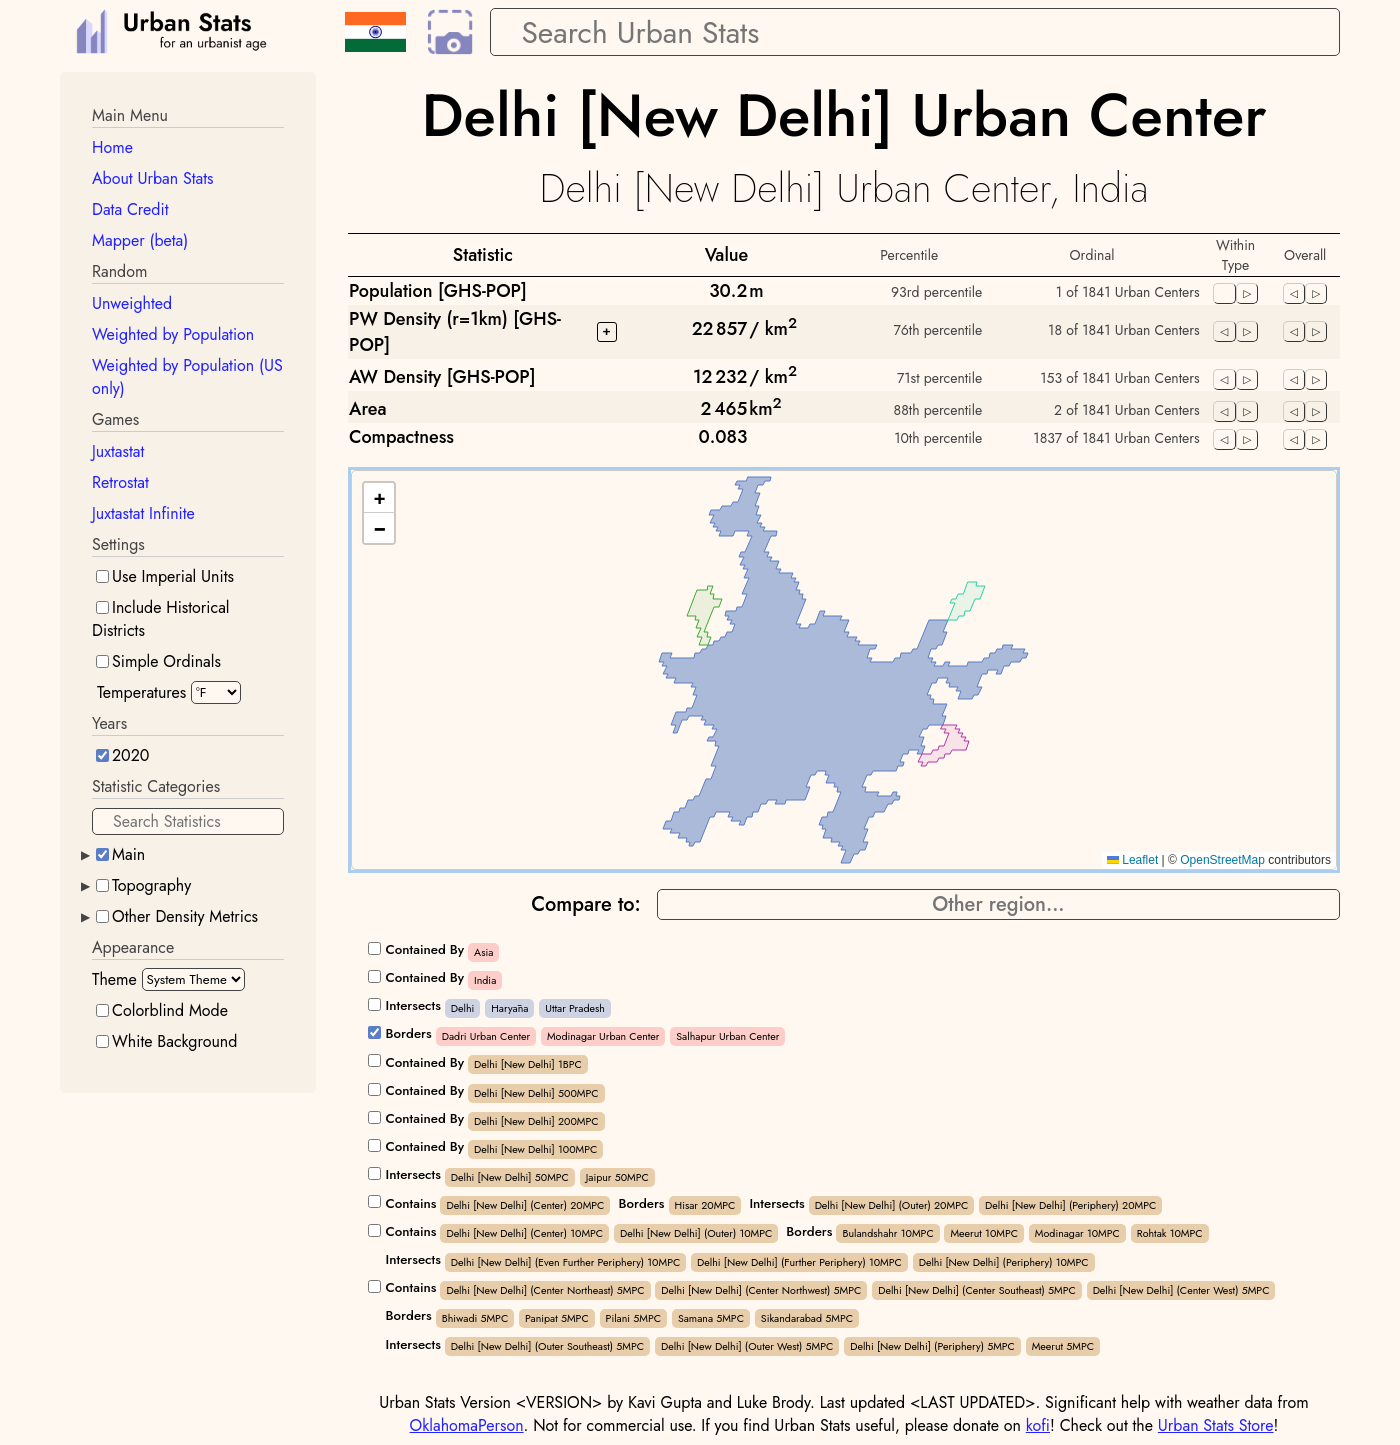 Urban Stats
for an urbanist age
Search Urban Stats
Main Menu
Home
About Urban Stats
Data Credit
Mapper (beta)
Random
Unweighted
Weighted by Population
Weighted by Population (US
only)
Games
Juxtastat
Retrostat
Juxtastat Infinite
Settings
Use Imperial Units
Include Historical
Districts
Simple Ordinals
Temperatures °F
Years
2020
Statistic Categories
Search Statistics
Main
Topography
Other Density Metrics
Appearance
Theme System Theme
Colorblind Mode
White Background
Delhi [New Delhi] Urban Center
Delhi [New Delhi] Urban Center, India
Statistic Value Percentile Ordinal Within Type Overall
Population [GHS-POP] 30.2 m 93rd percentile 1 of 1841 Urban Centers
PW Density (r=1km) [GHS-POP] + 22 857 / km² 76th percentile 18 of 1841 Urban Centers
AW Density [GHS-POP] 12 232 / km² 71st percentile 153 of 1841 Urban Centers
Area 2 465 km² 88th percentile 2 of 1841 Urban Centers
Compactness 0.083 10th percentile 1837 of 1841 Urban Centers
+
−
Leaflet | © OpenStreetMap contributors
Compare to: Other region...
Contained By Asia
Contained By India
Intersects Delhi Haryāna Uttar Pradesh
Borders Dadri Urban Center Modinagar Urban Center Salhapur Urban Center
Contained By Delhi [New Delhi] 1BPC
Contained By Delhi [New Delhi] 500MPC
Contained By Delhi [New Delhi] 200MPC
Contained By Delhi [New Delhi] 100MPC
Intersects Delhi [New Delhi] 50MPC Jaipur 50MPC
Contains Delhi [New Delhi] (Center) 20MPC Borders Hisar 20MPC Intersects Delhi [New Delhi] (Outer) 20MPC Delhi [New Delhi] (Periphery) 20MPC
Contains Delhi [New Delhi] (Center) 10MPC Delhi [New Delhi] (Outer) 10MPC Borders Bulandshahr 10MPC Meerut 10MPC Modinagar 10MPC Rohtak 10MPC
Intersects Delhi [New Delhi] (Even Further Periphery) 10MPC Delhi [New Delhi] (Further Periphery) 10MPC Delhi [New Delhi] (Periphery) 10MPC
Contains Delhi [New Delhi] (Center Northeast) 5MPC Delhi [New Delhi] (Center Northwest) 5MPC Delhi [New Delhi] (Center Southeast) 5MPC Delhi [New Delhi] (Center West) 5MPC
Borders Bhiwadi 5MPC Panipat 5MPC Pilani 5MPC Samana 5MPC Sikandarabad 5MPC
Intersects Delhi [New Delhi] (Outer Southeast) 5MPC Delhi [New Delhi] (Outer West) 5MPC Delhi [New Delhi] (Periphery) 5MPC Meerut 5MPC
Urban Stats Version <VERSION> by Kavi Gupta and Luke Brody. Last updated <LAST UPDATED>. Significant help with weather data from
OklahomaPerson. Not for commercial use. If you find Urban Stats useful, please donate on kofi! Check out the Urban Stats Store!